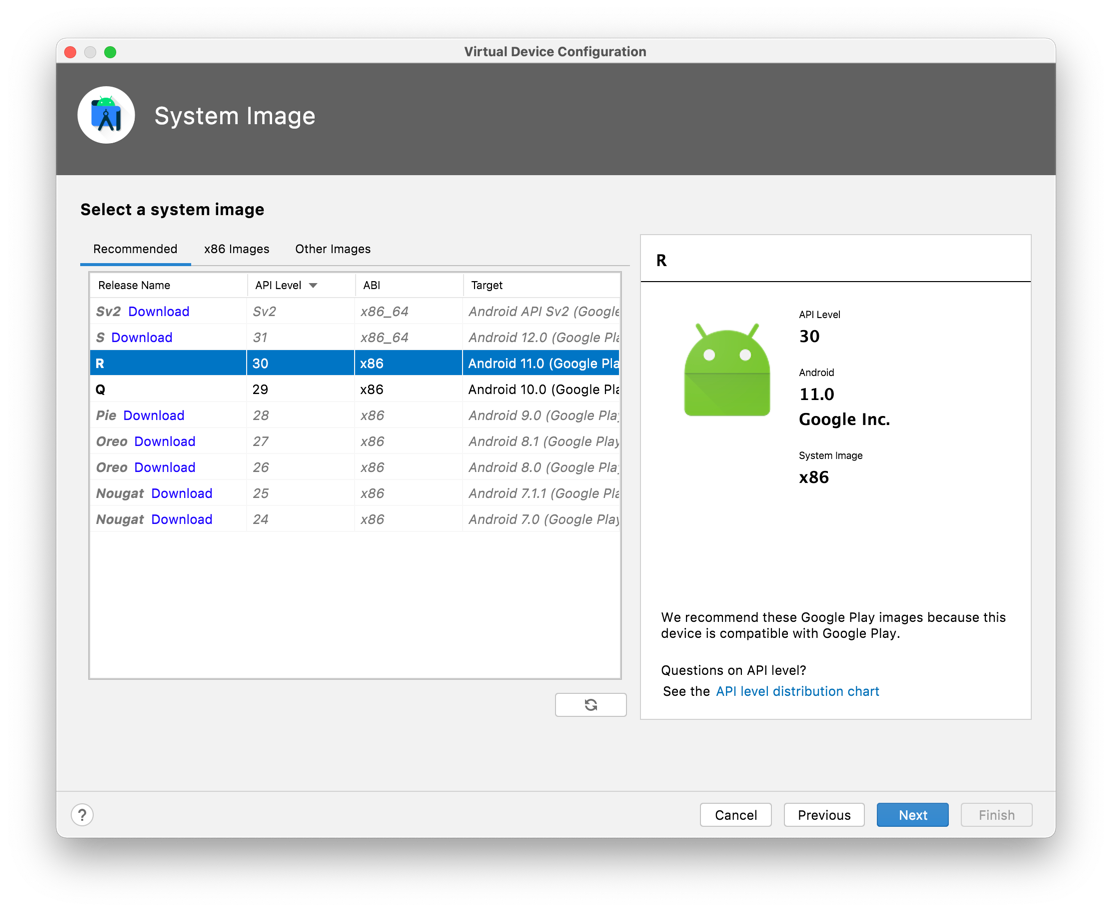 Virtual Device Configuration
System Image
Select a system image
Recommended x86 Images Other Images
Release Name API Level ABI Target
Sv2 Download Sv2 x86_64 Android API Sv2 (Google
S Download 31 x86_64 Android 12.0 (Google Pla
R 30 x86 Android 11.0 (Google Pla
Q 29 x86 Android 10.0 (Google Pla
Pie Download 28 x86 Android 9.0 (Google Play
Oreo Download 27 x86 Android 8.1 (Google Play
Oreo Download 26 x86 Android 8.0 (Google Play
Nougat Download 25 x86 Android 7.1.1 (Google Pla
Nougat Download 24 x86 Android 7.0 (Google Play
R
API Level
30
Android
11.0
Google Inc.
System Image
x86
We recommend these Google Play images because this
device is compatible with Google Play.
Questions on API level?
See the API level distribution chart
? Cancel Previous Next Finish